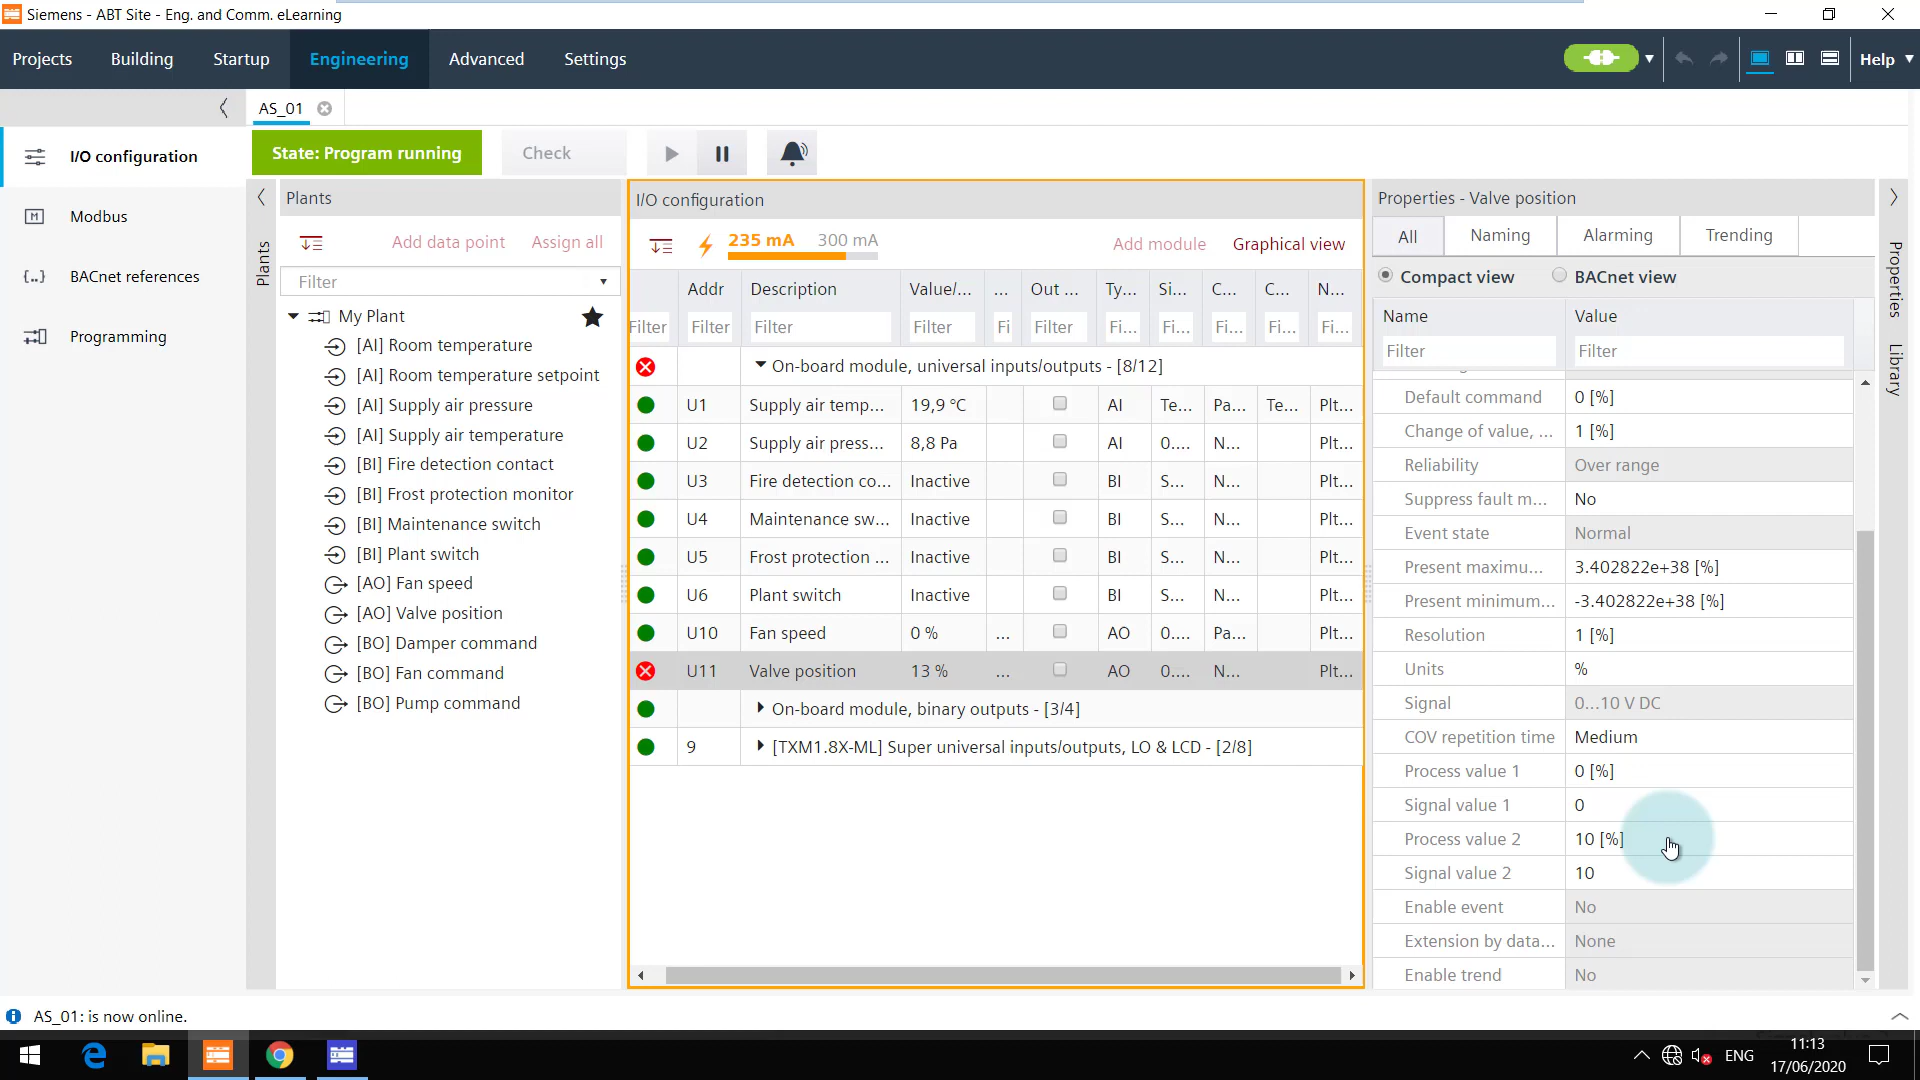 Siemens - ABT Site - Eng. and Comm. eLearning
Projects
Building
Startup
Engineering
Advanced
Settings
Help
AS_01
I/O configuration
Modbus
BACnet references
Programming
State: Program running
Check
Plants
Plants
Add data point
Assign all
Filter
My Plant
[AI] Room temperature
[AI] Room temperature setpoint
[AI] Supply air pressure
[AI] Supply air temperature
[BI] Fire detection contact
[BI] Frost protection monitor
[BI] Maintenance switch
[BI] Plant switch
[AO] Fan speed
[AO] Valve position
[BO] Damper command
[BO] Fan command
[BO] Pump command
I/O configuration
235 mA 300 mA
Add module
Graphical view
Addr Description Value/... ... Out ... Ty... Si... C... C... N...
Filter Filter Filter Filter Fi Filter Fi... Fi... Fi... Fi... Fi...
On-board module, universal inputs/outputs - [8/12]
U1 Supply air temp... 19,9 °C AI Te... Pa... Te... Plt...
U2 Supply air press... 8,8 Pa AI 0.... N... Plt...
U3 Fire detection co... Inactive BI S... N... Plt...
U4 Maintenance sw... Inactive BI S... N... Plt...
U5 Frost protection ... Inactive BI S... N... Plt...
U6 Plant switch Inactive BI S... N... Plt...
U10 Fan speed 0 % ... AO 0.... Pa... Plt...
U11 Valve position 13 % ... AO 0.... N... Plt...
On-board module, binary outputs - [3/4]
9 [TXM1.8X-ML] Super universal inputs/outputs, LO & LCD - [2/8]
Properties - Valve position
All
Naming
Alarming
Trending
Compact view
BACnet view
Name Value
Filter Filter
Default command 0 [%]
Change of value, ... 1 [%]
Reliability Over range
Suppress fault m... No
Event state Normal
Present maximu... 3.402822e+38 [%]
Present minimum... -3.402822e+38 [%]
Resolution 1 [%]
Units %
Signal 0...10 V DC
COV repetition time Medium
Process value 1 0 [%]
Signal value 1 0
Process value 2 10 [%]
Signal value 2 10
Enable event No
Extension by data... None
Enable trend No
Properties
Library
AS_01: is now online.
ENG
11:13
17/06/2020